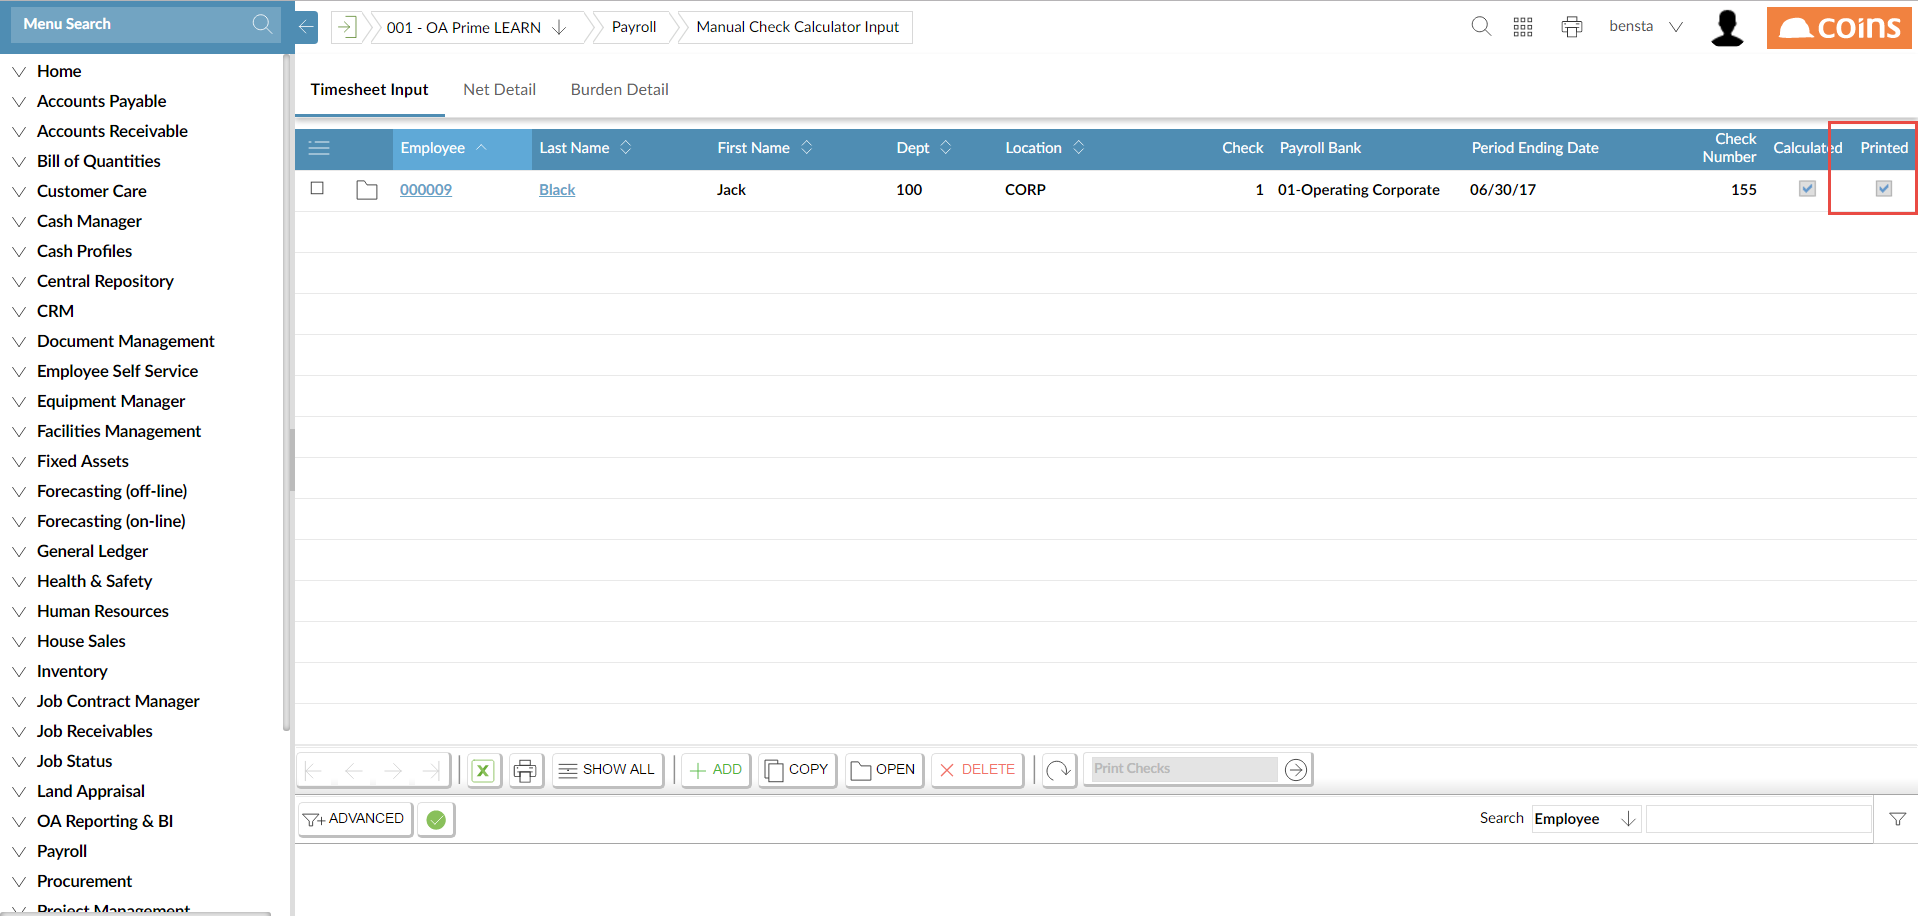 Menu Search
001 - OA Prime LEARN
Payroll
Manual Check Calculator Input
bensta
coins
Home
Accounts Payable
Accounts Receivable
Bill of Quantities
Customer Care
Cash Manager
Cash Profiles
Central Repository
CRM
Document Management
Employee Self Service
Equipment Manager
Facilities Management
Fixed Assets
Forecasting (off-line)
Forecasting (on-line)
General Ledger
Health & Safety
Human Resources
House Sales
Inventory
Job Contract Manager
Job Receivables
Job Status
Land Appraisal
OA Reporting & BI
Payroll
Procurement
Project Management
Timesheet Input Net Detail Burden Detail
Employee Last Name First Name Dept Location Check Payroll Bank Period Ending Date Check Number Calculated Printed
000009 Black Jack 100 CORP 1 01-Operating Corporate 06/30/17 155
SHOW ALL ADD COPY OPEN DELETE Print Checks
ADVANCED Search Employee